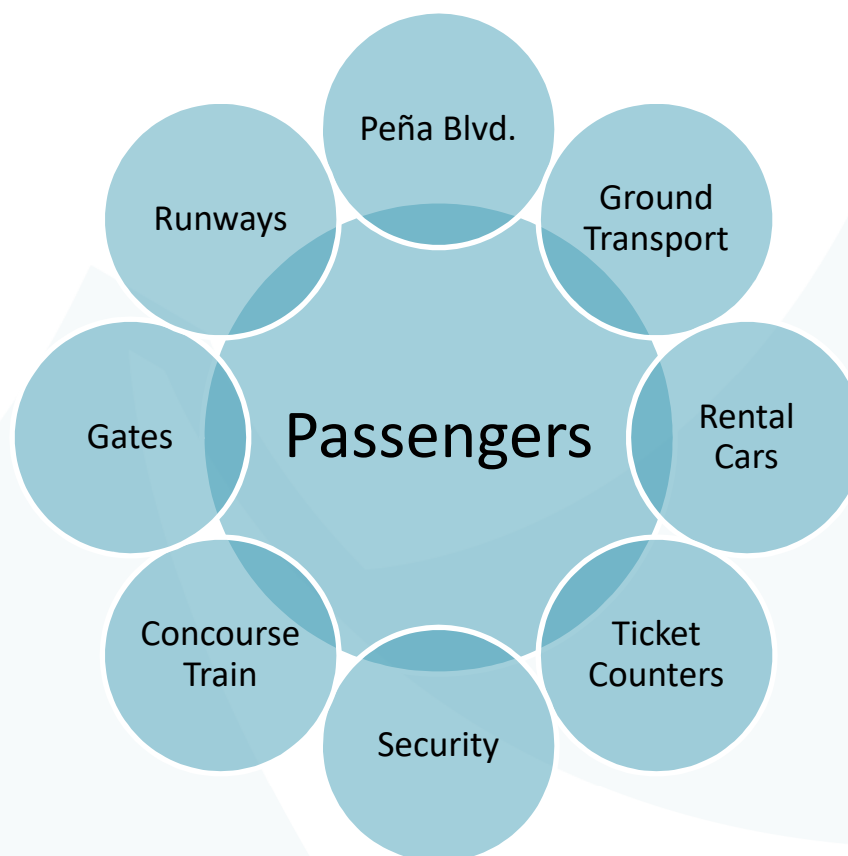 Peña Blvd.
Ground
Transport
Rental
Cars
Ticket
Counters
Security
Concourse
Train
Gates
Runways
Passengers